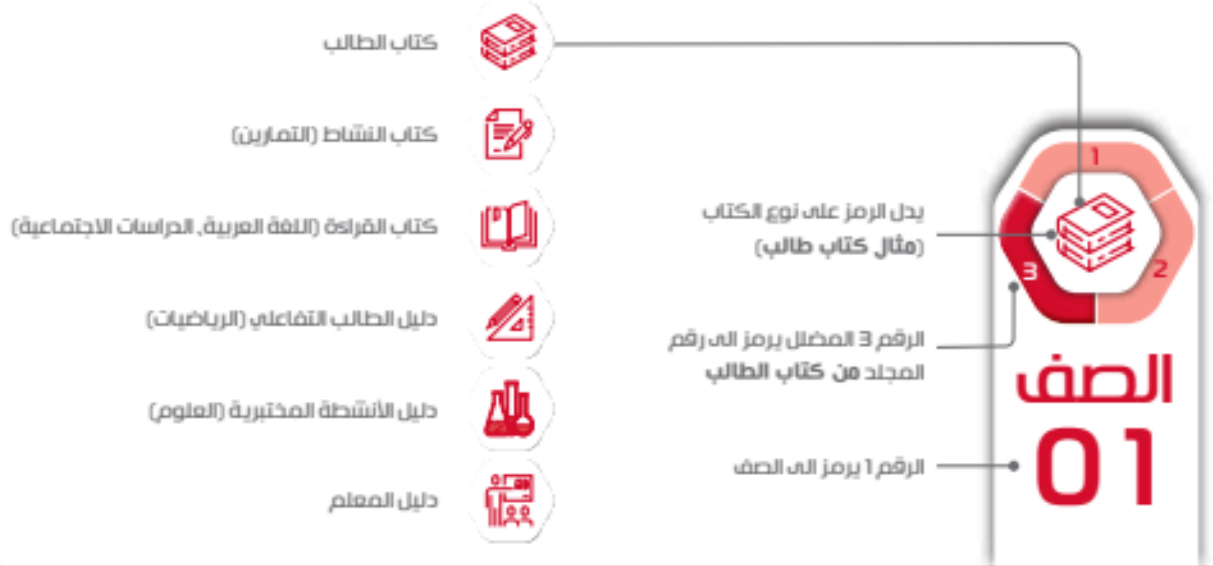 1
2
3
الصف
01
يدل الرمز على نوع الكتاب
(مثال كتاب طالب)
الرقم 3 المضلل يرمز الى رقم
المجلد من كتاب الطالب
الرقم 1 يرمز الى الصف
كتاب الطالب
كتاب النشاط (التمارين)
كتاب القراءة (اللغة العربية, الدراسات الاجتماعية)
دليل الطالب التفاعلي (الرياضيات)
دليل الأنشطة المختبرية (العلوم)
دليل المعلم